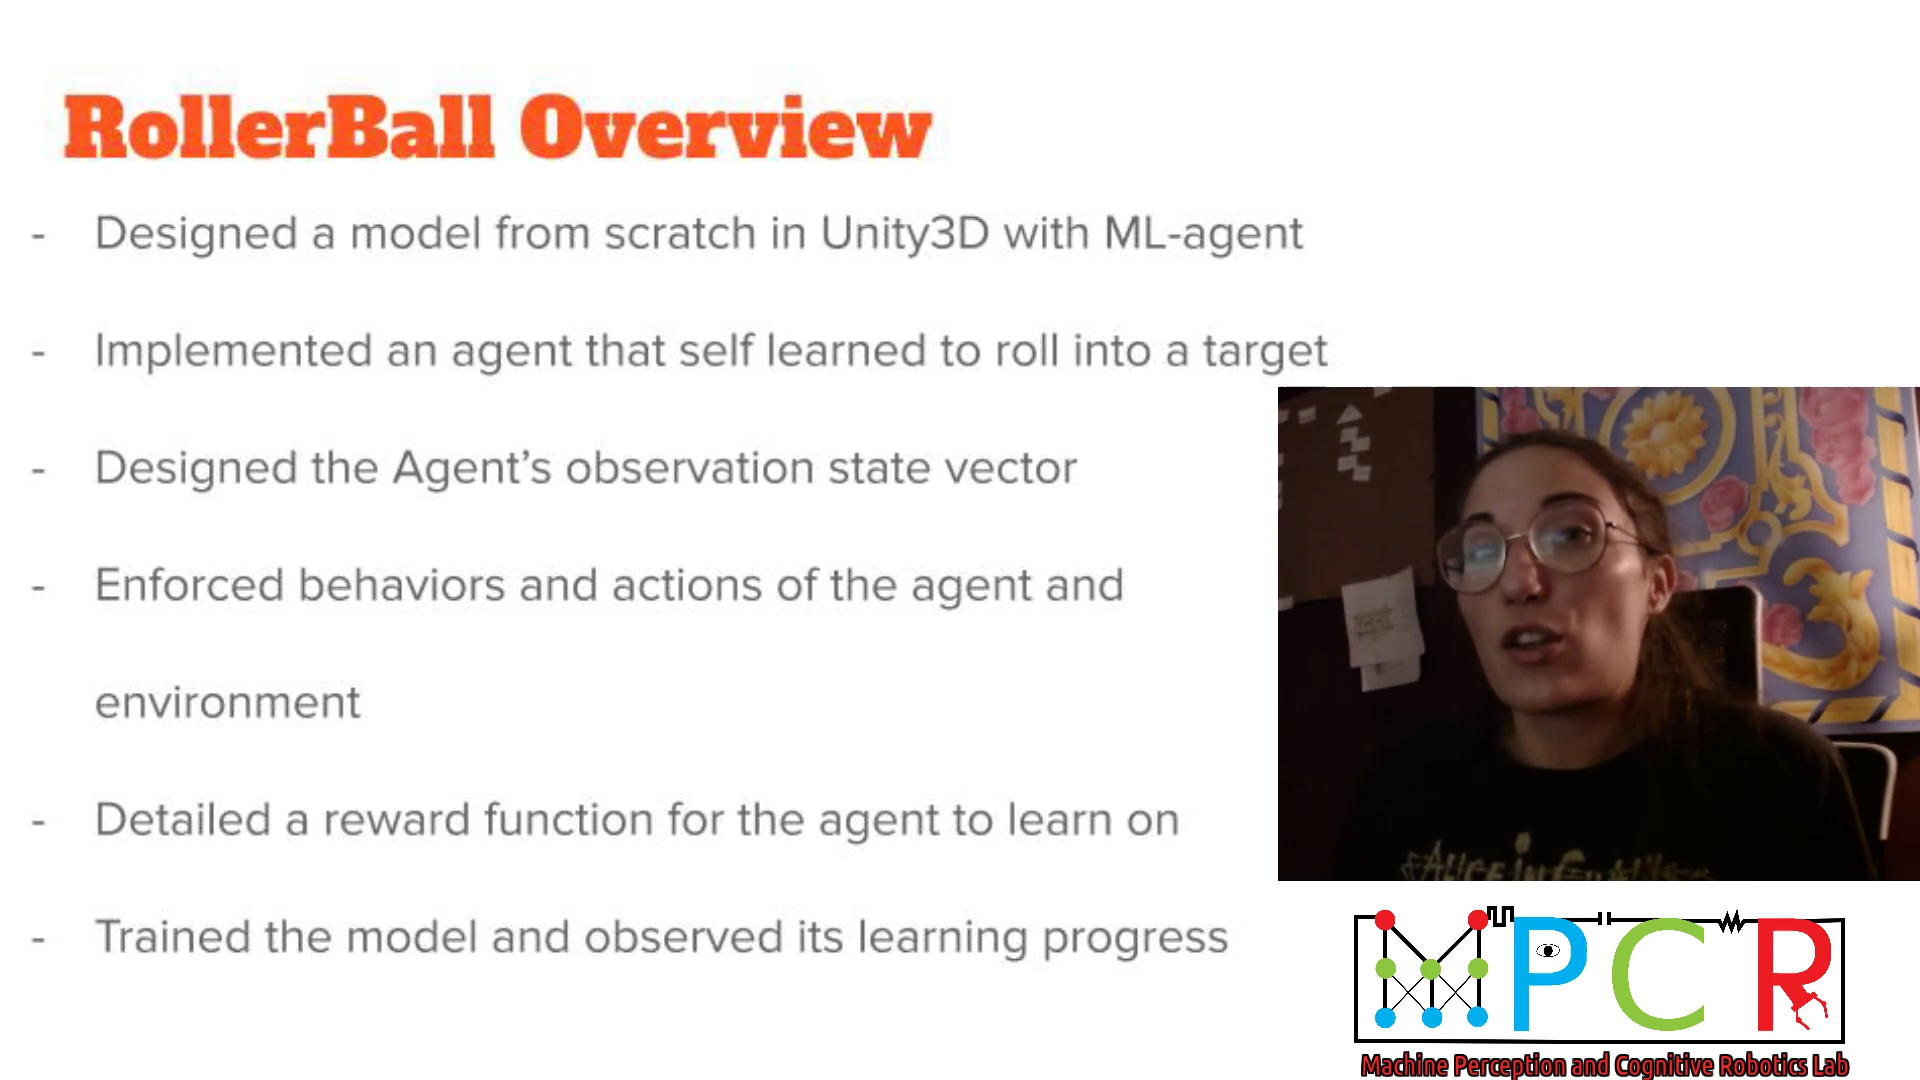 RollerBall Overview
- Designed a model from scratch in Unity3D with ML-agent
- Implemented an agent that self learned to roll into a target
- Designed the Agent’s observation state vector
- Enforced behaviors and actions of the agent and
environment
- Detailed a reward function for the agent to learn on
- Trained the model and observed its learning progress
MPCR
Machine Perception and Cognitive Robotics Lab